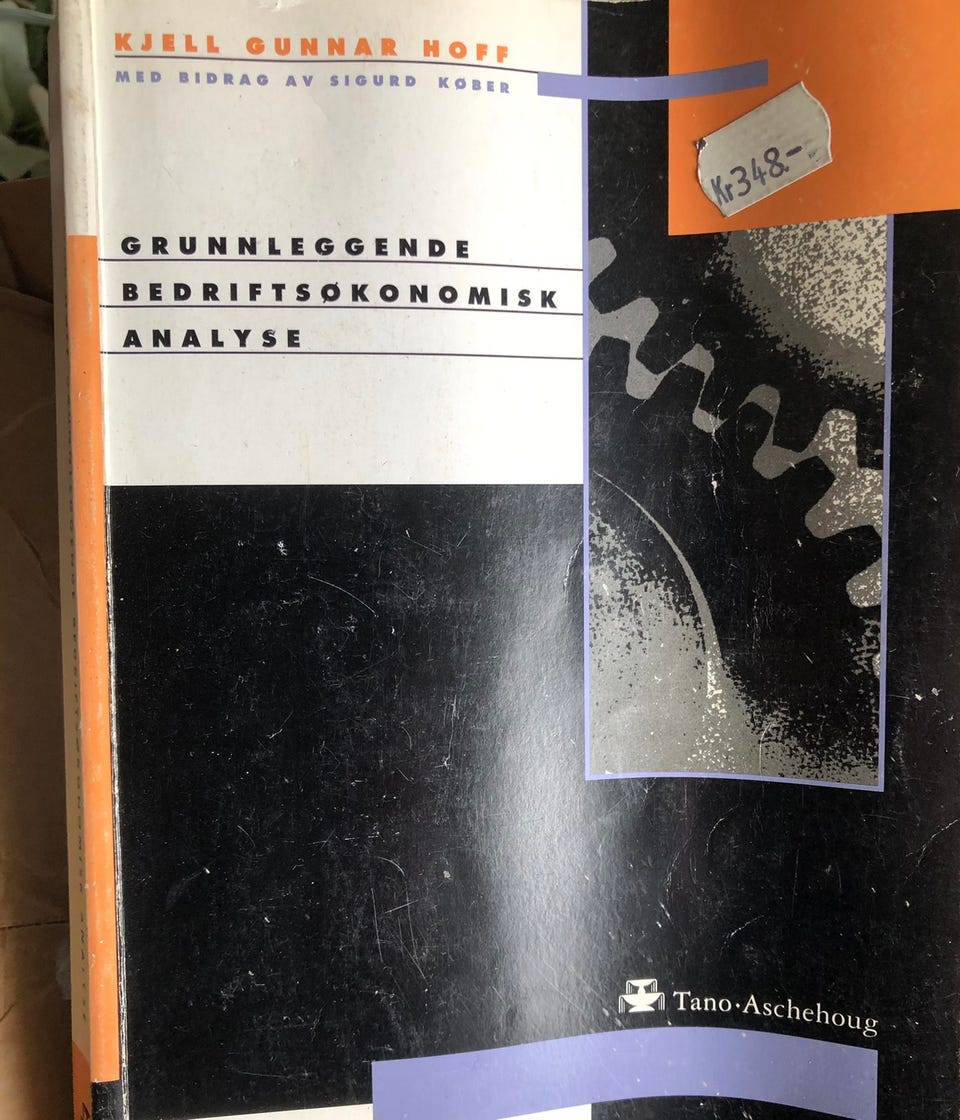 KJELL GUNNAR HOFF
MED BIDRAG AV SIGURD KØBER
Kr 348.-
GRUNNLEGGENDE
BEDRIFTSØKONOMISK
ANALYSE
Tano·Aschehoug